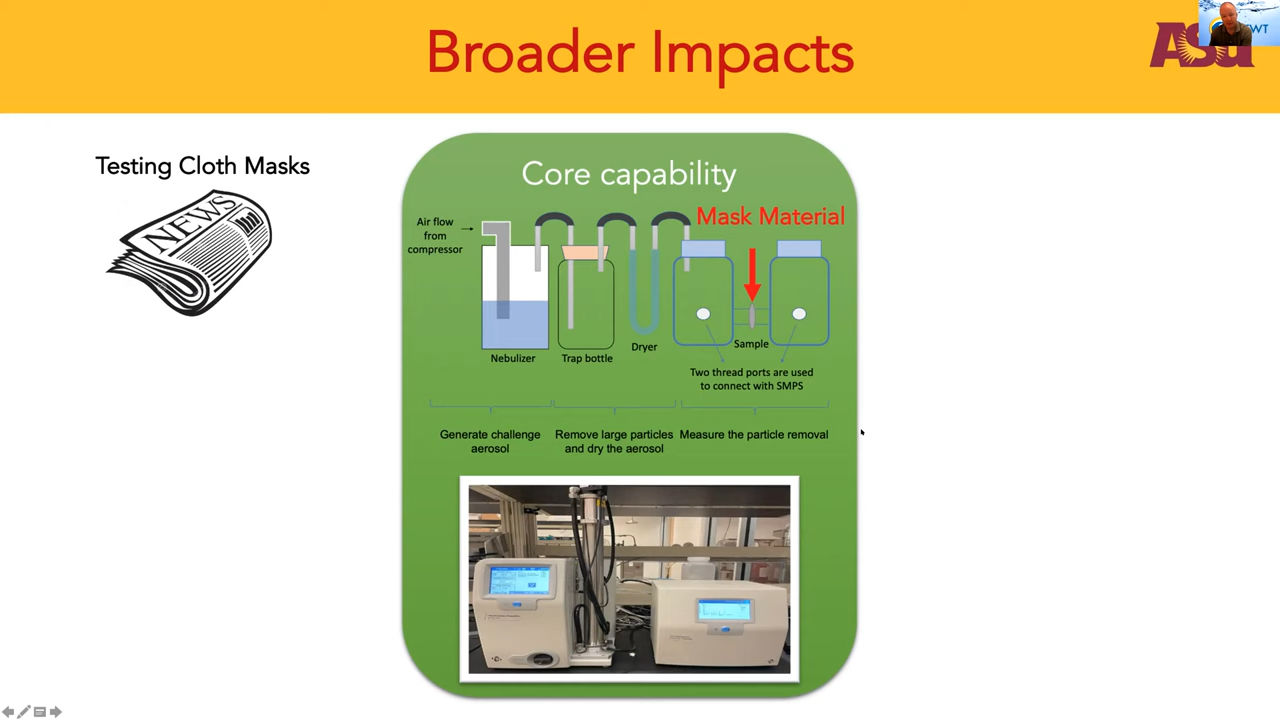 Broader Impacts
ASU
WT
Testing Cloth Masks
NEWS
Core capability
Mask Material
Air flow
from
compressor
Nebulizer
Trap bottle
Dryer
Sample
Two thread ports are used
to connect with SMPS
Generate challenge
aerosol
Remove large particles
and dry the aerosol
Measure the particle removal